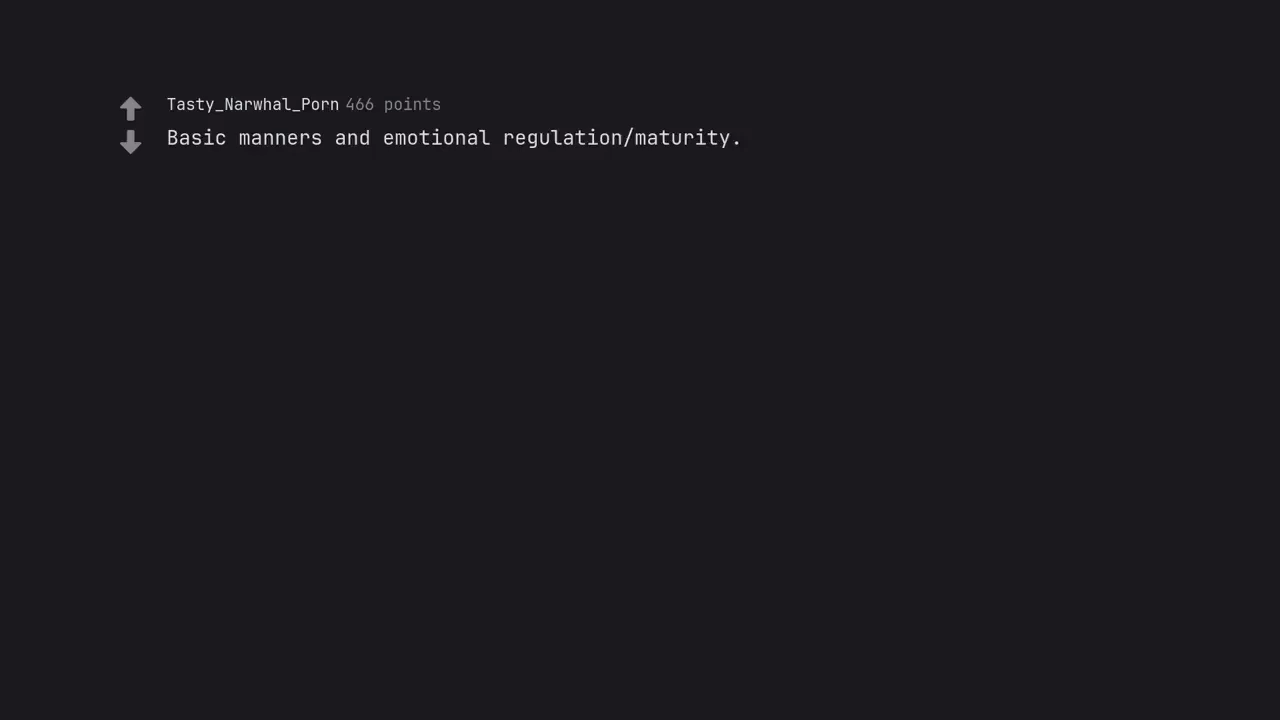 Tasty_Narwhal_Porn 466 points
Basic manners and emotional regulation/maturity.